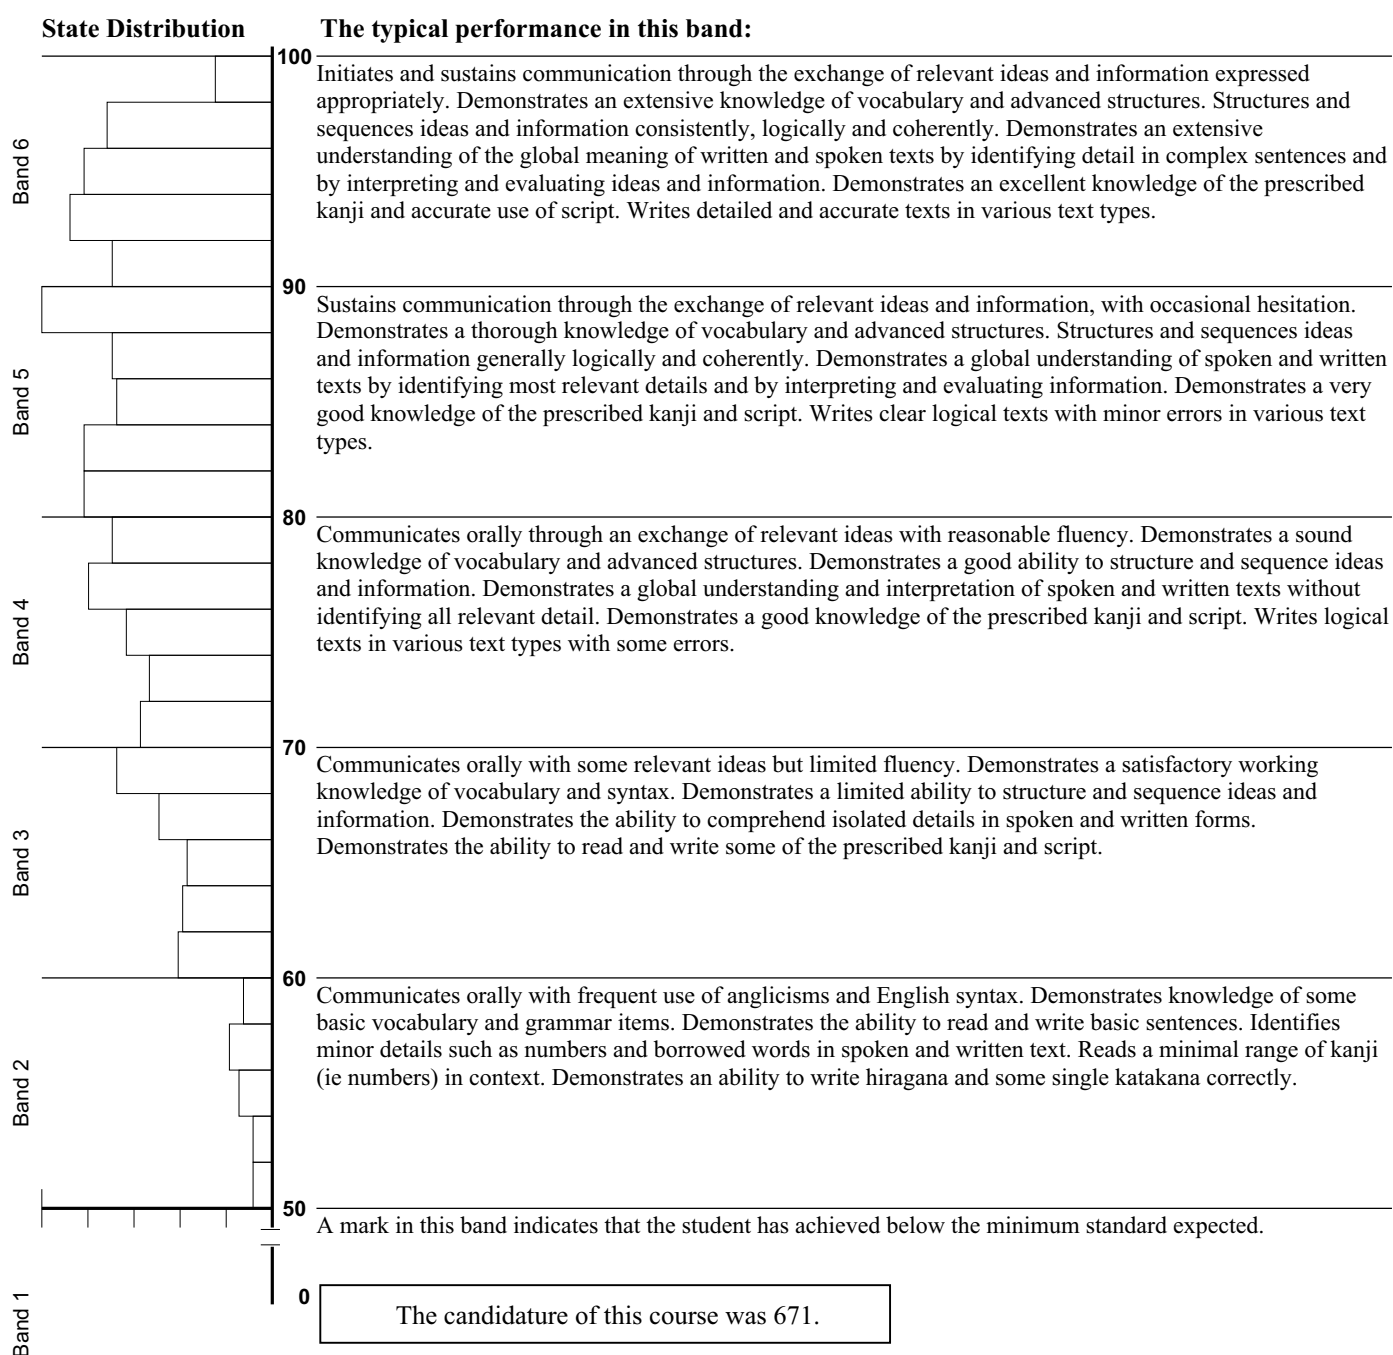 State Distribution
The typical performance in this band:
100
Band 6
Initiates and sustains communication through the exchange of relevant ideas and information expressed
appropriately. Demonstrates an extensive knowledge of vocabulary and advanced structures. Structures and
sequences ideas and information consistently, logically and coherently. Demonstrates an extensive
understanding of the global meaning of written and spoken texts by identifying detail in complex sentences and
by interpreting and evaluating ideas and information. Demonstrates an excellent knowledge of the prescribed
kanji and accurate use of script. Writes detailed and accurate texts in various text types.
90
Band 5
Sustains communication through the exchange of relevant ideas and information, with occasional hesitation.
Demonstrates a thorough knowledge of vocabulary and advanced structures. Structures and sequences ideas
and information generally logically and coherently. Demonstrates a global understanding of spoken and written
texts by identifying most relevant details and by interpreting and evaluating information. Demonstrates a very
good knowledge of the prescribed kanji and script. Writes clear logical texts with minor errors in various text
types.
80
Band 4
Communicates orally through an exchange of relevant ideas with reasonable fluency. Demonstrates a sound
knowledge of vocabulary and advanced structures. Demonstrates a good ability to structure and sequence ideas
and information. Demonstrates a global understanding and interpretation of spoken and written texts without
identifying all relevant detail. Demonstrates a good knowledge of the prescribed kanji and script. Writes logical
texts in various text types with some errors.
70
Band 3
Communicates orally with some relevant ideas but limited fluency. Demonstrates a satisfactory working
knowledge of vocabulary and syntax. Demonstrates a limited ability to structure and sequence ideas and
information. Demonstrates the ability to comprehend isolated details in spoken and written forms.
Demonstrates the ability to read and write some of the prescribed kanji and script.
60
Band 2
Communicates orally with frequent use of anglicisms and English syntax. Demonstrates knowledge of some
basic vocabulary and grammar items. Demonstrates the ability to read and write basic sentences. Identifies
minor details such as numbers and borrowed words in spoken and written text. Reads a minimal range of kanji
(ie numbers) in context. Demonstrates an ability to write hiragana and some single katakana correctly.
50
A mark in this band indicates that the student has achieved below the minimum standard expected.
Band 1
0
The candidature of this course was 671.